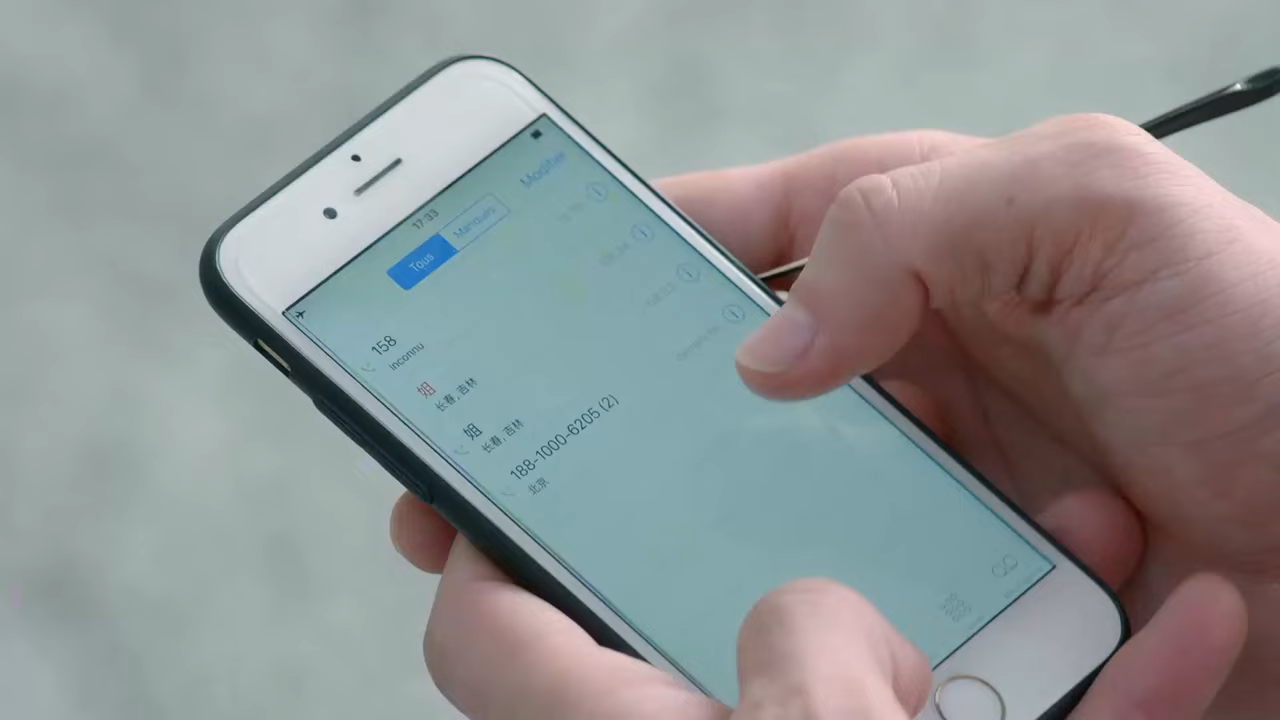 17:33
Modifier
Tous Manqués
158
inconnu
姐
长春, 吉林
姐
长春, 吉林
188-1000-6205 (2)
北京